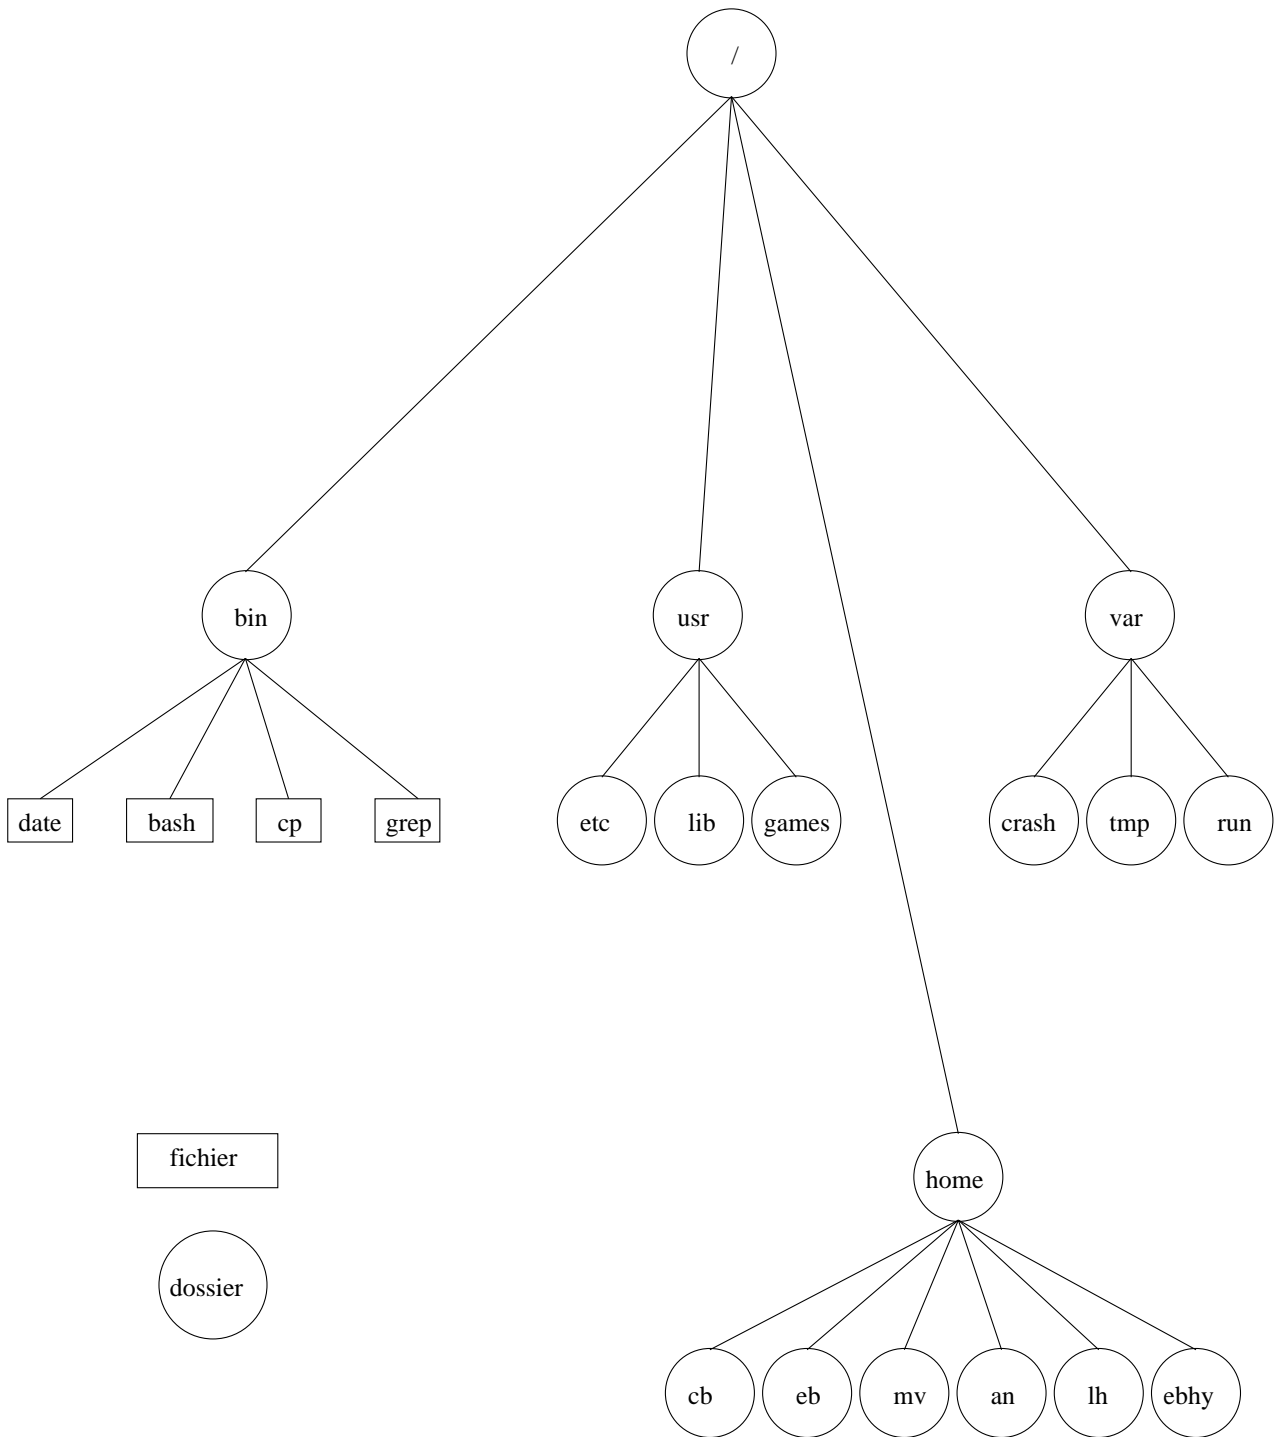 /
bin
usr
var
date
bash
cp
grep
etc
lib
games
crash
tmp
run
fichier
home
dossier
cb
eb
mv
an
lh
ebhy